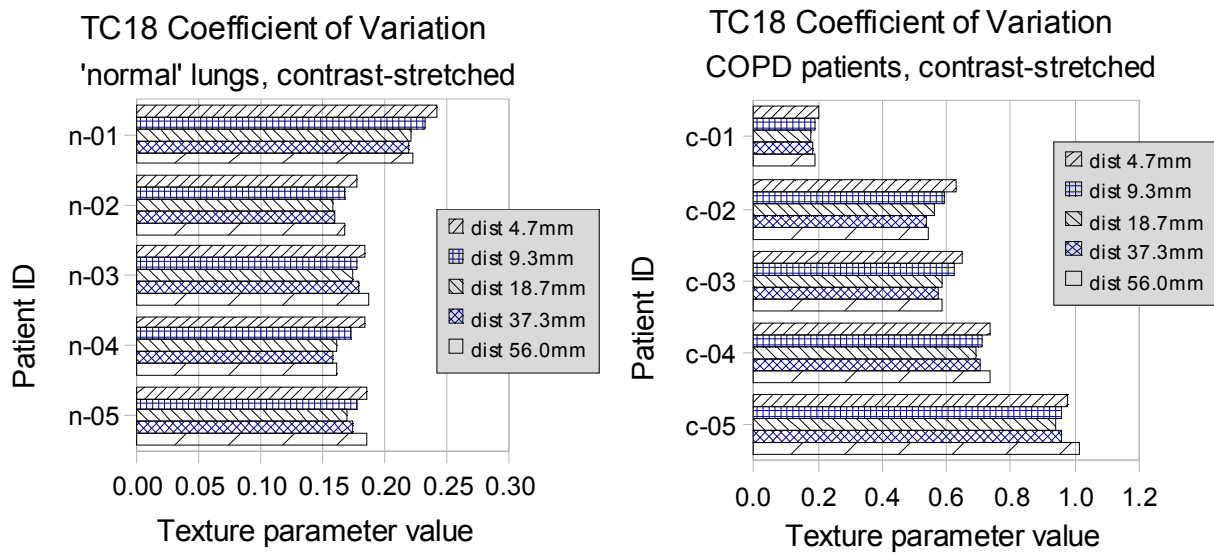 TC18 Coefficient of Variation
'normal' lungs, contrast-stretched
Patient ID
n-01
n-02
n-03
n-04
n-05
dist 4.7mm
dist 9.3mm
dist 18.7mm
dist 37.3mm
dist 56.0mm
0.00 0.05 0.10 0.15 0.20 0.25 0.30
Texture parameter value
TC18 Coefficient of Variation
COPD patients, contrast-stretched
Patient ID
c-01
c-02
c-03
c-04
c-05
dist 4.7mm
dist 9.3mm
dist 18.7mm
dist 37.3mm
dist 56.0mm
0.0 0.2 0.4 0.6 0.8 1.0 1.2
Texture parameter value